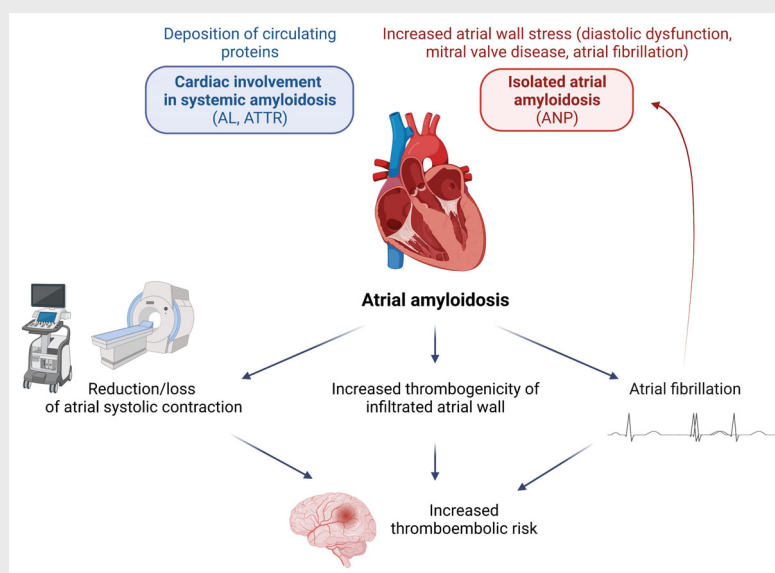 Deposition of circulating
proteins
Cardiac involvement
in systemic amyloidosis
(AL, ATTR)
Increased atrial wall stress (diastolic dysfunction,
mitral valve disease, atrial fibrillation)
Isolated atrial
amyloidosis
(ANP)
Atrial amyloidosis
Reduction/loss
of atrial systolic contraction
Increased thrombogenicity of
infiltrated atrial wall
Atrial fibrillation
Increased
thromboembolic risk